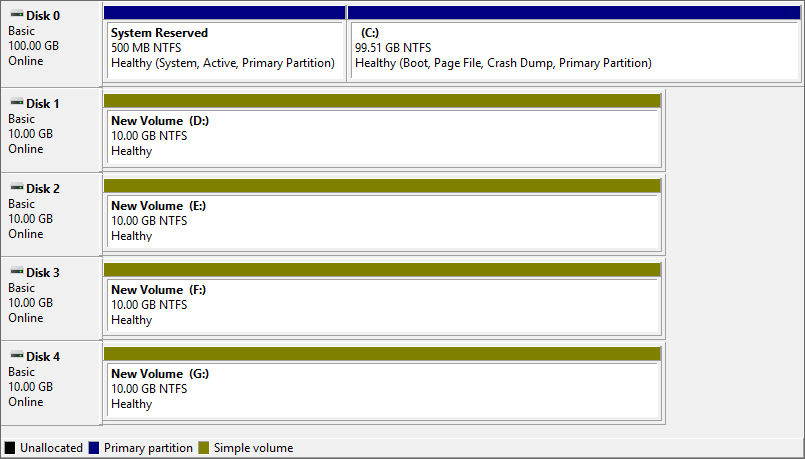 Disk 0
Basic
100.00 GB
Online
System Reserved
500 MB NTFS
Healthy (System, Active, Primary Partition)
(C:)
99.51 GB NTFS
Healthy (Boot, Page File, Crash Dump, Primary Partition)
Disk 1
Basic
10.00 GB
Online
New Volume (D:)
10.00 GB NTFS
Healthy
Disk 2
Basic
10.00 GB
Online
New Volume (E:)
10.00 GB NTFS
Healthy
Disk 3
Basic
10.00 GB
Online
New Volume (F:)
10.00 GB NTFS
Healthy
Disk 4
Basic
10.00 GB
Online
New Volume (G:)
10.00 GB NTFS
Healthy
Unallocated Primary partition Simple volume